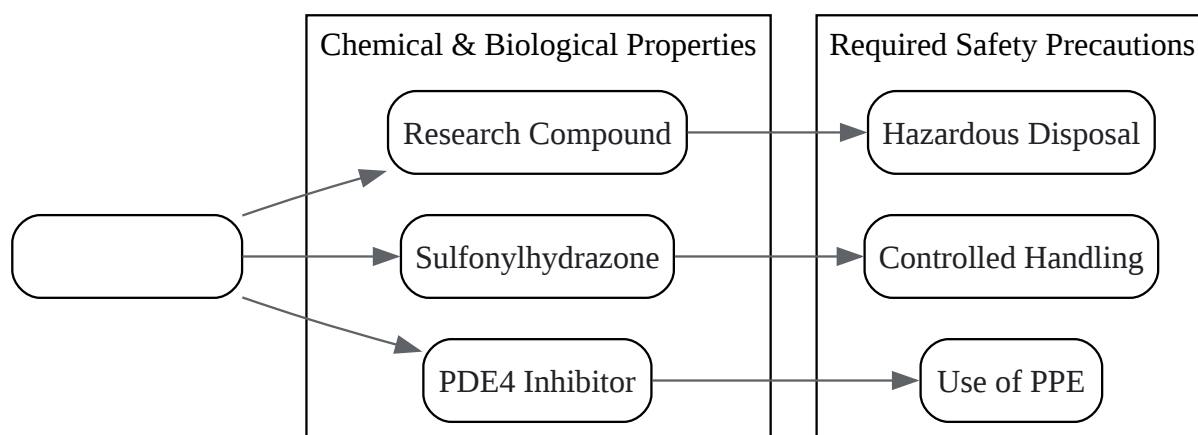 Chemical & Biological Properties
Required Safety Precautions
Research Compound
Hazardous Disposal
Sulfonylhydrazone
Controlled Handling
PDE4 Inhibitor
Use of PPE